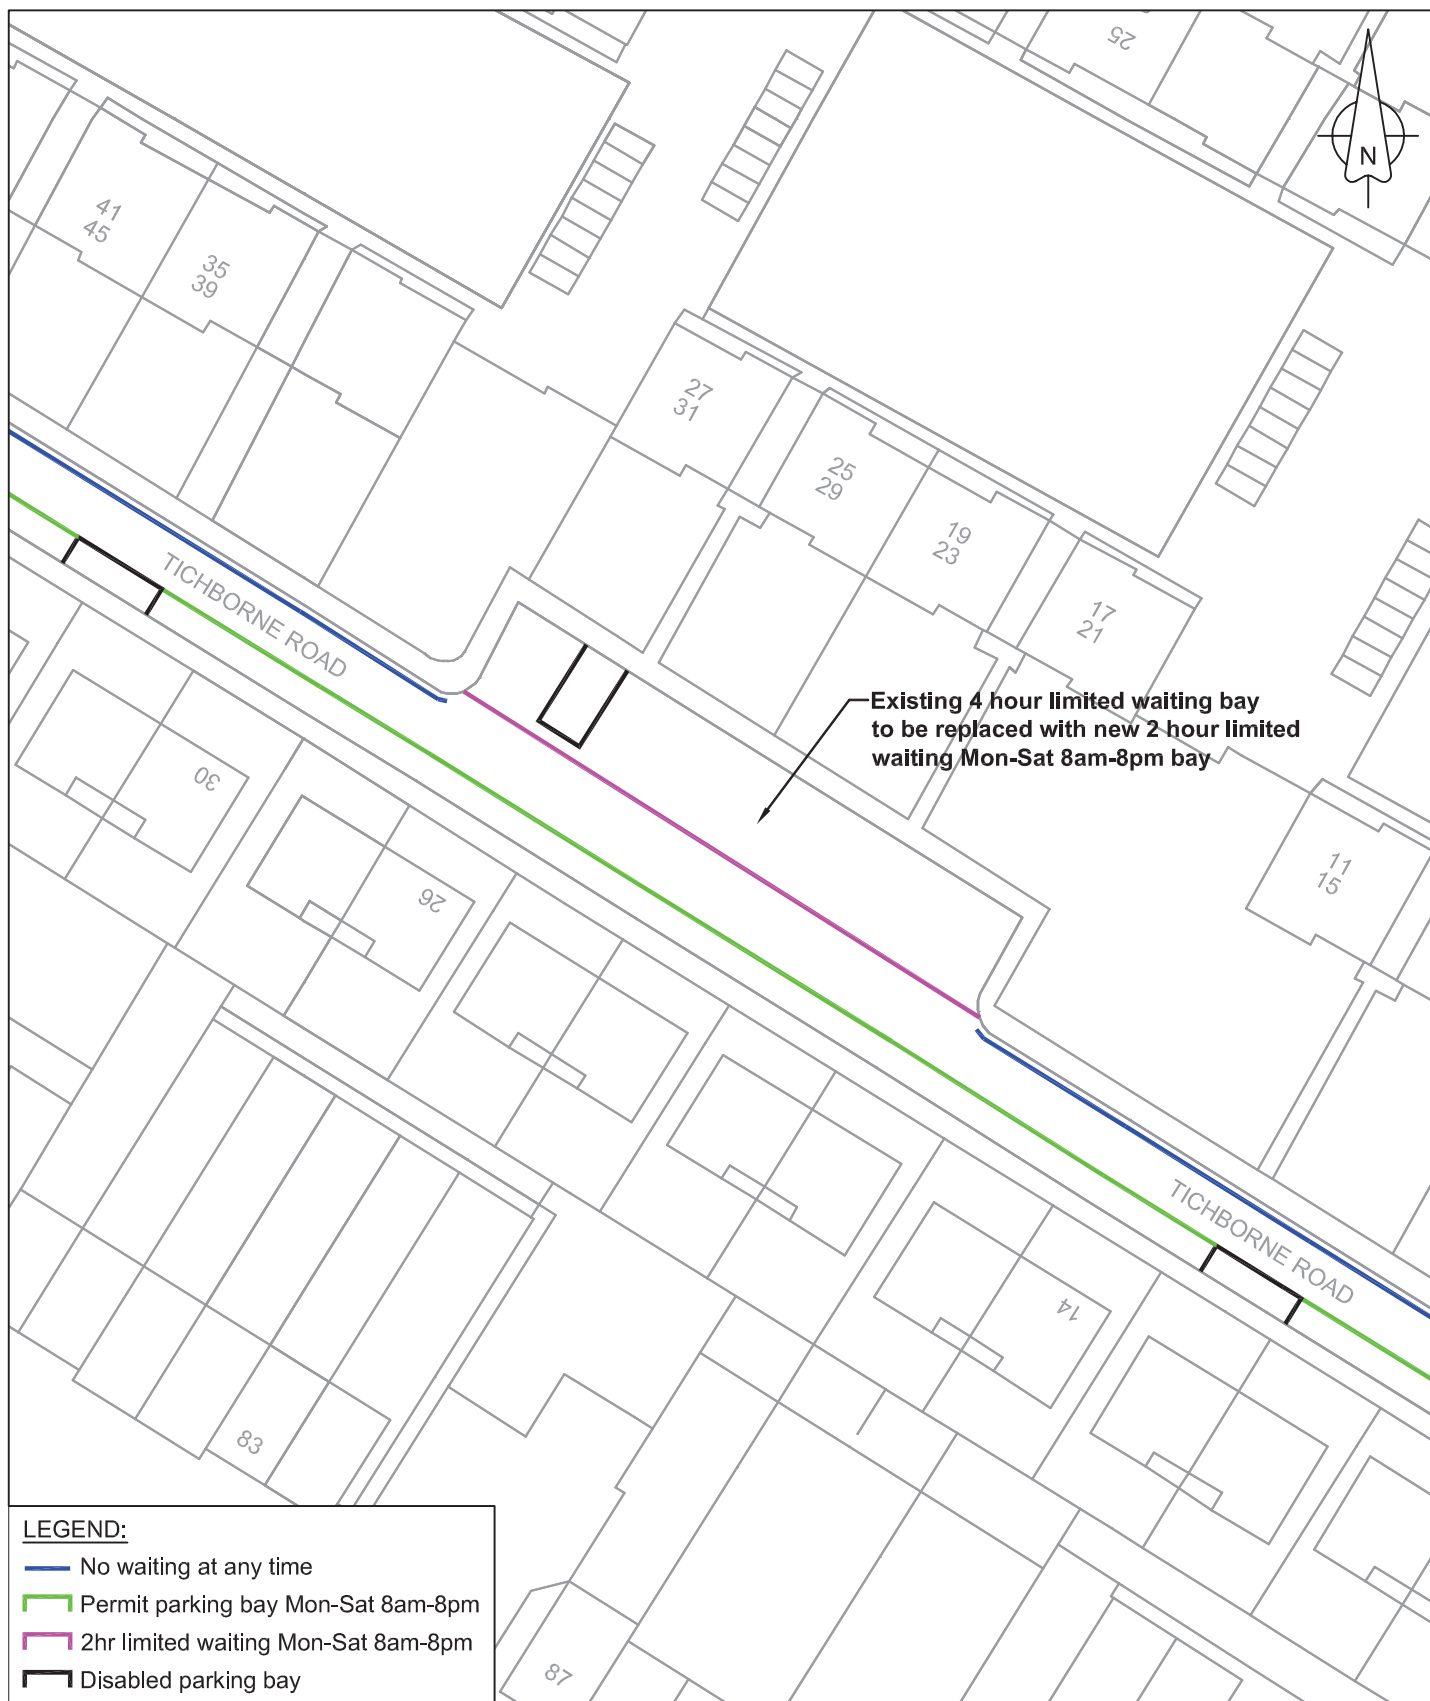 25
N
41
45
35
39
27
31
25
29
19
23
17
21
TICHBORNE ROAD
Existing 4 hour limited waiting bay
to be replaced with new 2 hour limited
waiting Mon-Sat 8am-8pm bay
30
11
15
26
TICHBORNE ROAD
14
83
LEGEND:
No waiting at any time
Permit parking bay Mon-Sat 8am-8pm
2hr limited waiting Mon-Sat 8am-8pm
Disabled parking bay
87